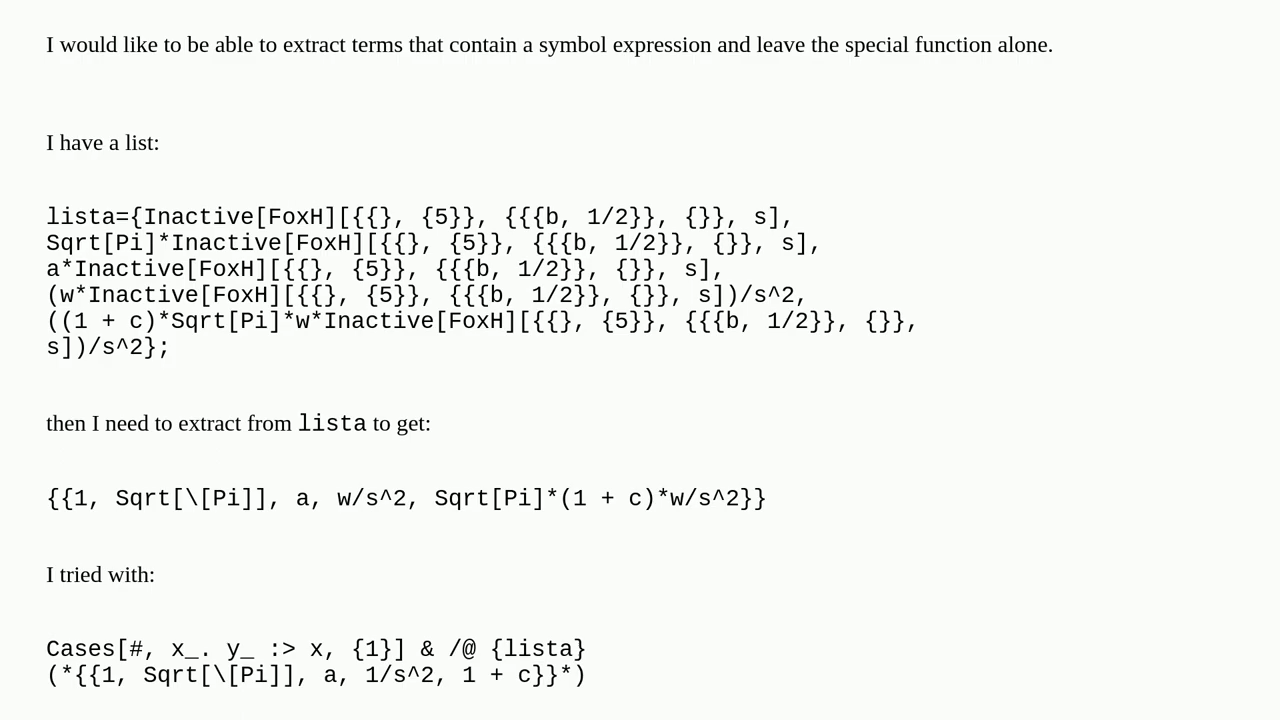 I would like to be able to extract terms that contain a symbol expression and leave the special function alone.
I have a list:
lista={Inactive[FoxH][{{}, {5}}, {{{b, 1/2}}, {}}, s],
Sqrt[Pi]*Inactive[FoxH][{{}, {5}}, {{{b, 1/2}}, {}}, s],
a*Inactive[FoxH][{{}, {5}}, {{{b, 1/2}}, {}}, s],
(w*Inactive[FoxH][{{}, {5}}, {{{b, 1/2}}, {}}, s])/s^2,
((1 + c)*Sqrt[Pi]*w*Inactive[FoxH][{{}, {5}}, {{{b, 1/2}}, {}},
s])/s^2};
then I need to extract from lista to get:
{{1, Sqrt[\[Pi]], a, w/s^2, Sqrt[Pi]*(1 + c)*w/s^2}}
I tried with:
Cases[#, x_. y_ :> x, {1}] & /@ {lista}
(*{{1, Sqrt[\[Pi]], a, 1/s^2, 1 + c}}*)